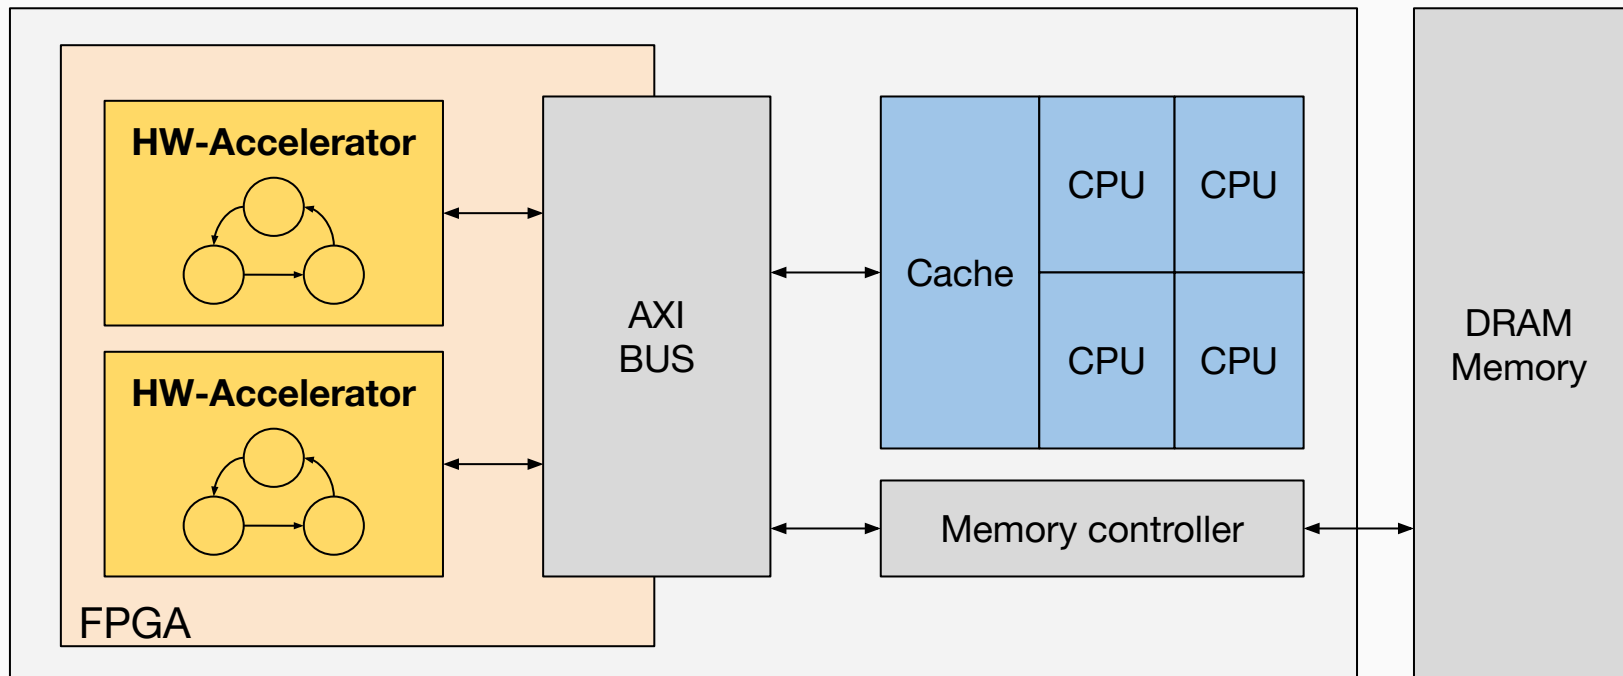 HW-Accelerator
HW-Accelerator
FPGA
AXI
BUS
Cache
CPU
CPU
CPU
CPU
Memory controller
DRAM
Memory